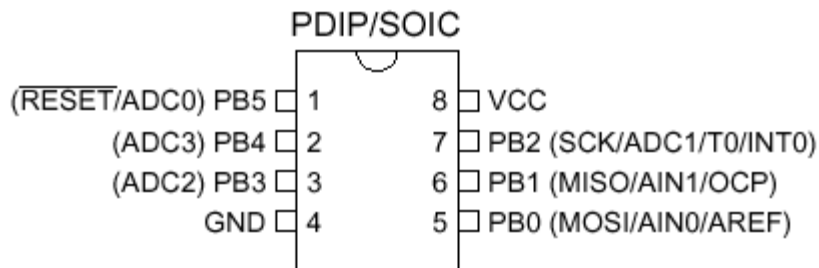 PDIP/SOIC
(RESET/ADC0) PB5 1 8 VCC
(ADC3) PB4 2 7 PB2 (SCK/ADC1/T0/INT0)
(ADC2) PB3 3 6 PB1 (MISO/AIN1/OCP)
GND 4 5 PB0 (MOSI/AIN0/AREF)